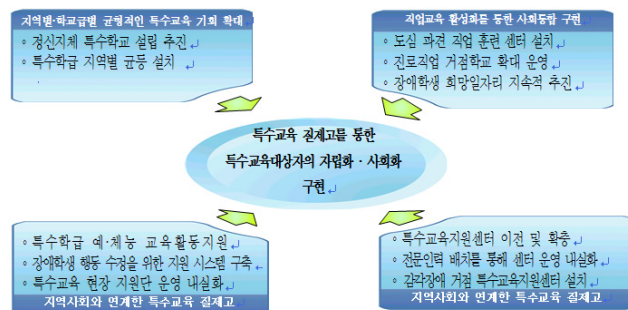 지역별·학교급별 균형적인 특수교육 기회 확대
◦ 정신지체 특수학교 설립 추진
◦ 특수학급 지역별 균등 설치
직업교육 활성화를 통한 사회통합 구현
◦ 도심 파견 직업 훈련 센터 설치
◦ 진로직업 거점학교 확대 운영
◦ 장애학생 희망일자리 지속적 추진
특수교육 질제고를 통한
특수교육대상자의 자립화·사회화
구현
◦ 특수학급 예·체능 교육활동지원
◦ 장애학생 행동 수정을 위한 지원 시스템 구축
◦ 특수교육 현장 지원단 운영 내실화
지역사회와 연계한 특수교육 질제고
◦ 특수교육지원센터 이전 및 확충
◦ 전문인력 배치를 통해 센터 운영 내실화
◦ 감각장애 거점 특수교육지원센터 설치
지역사회와 연계한 특수교육 질제고